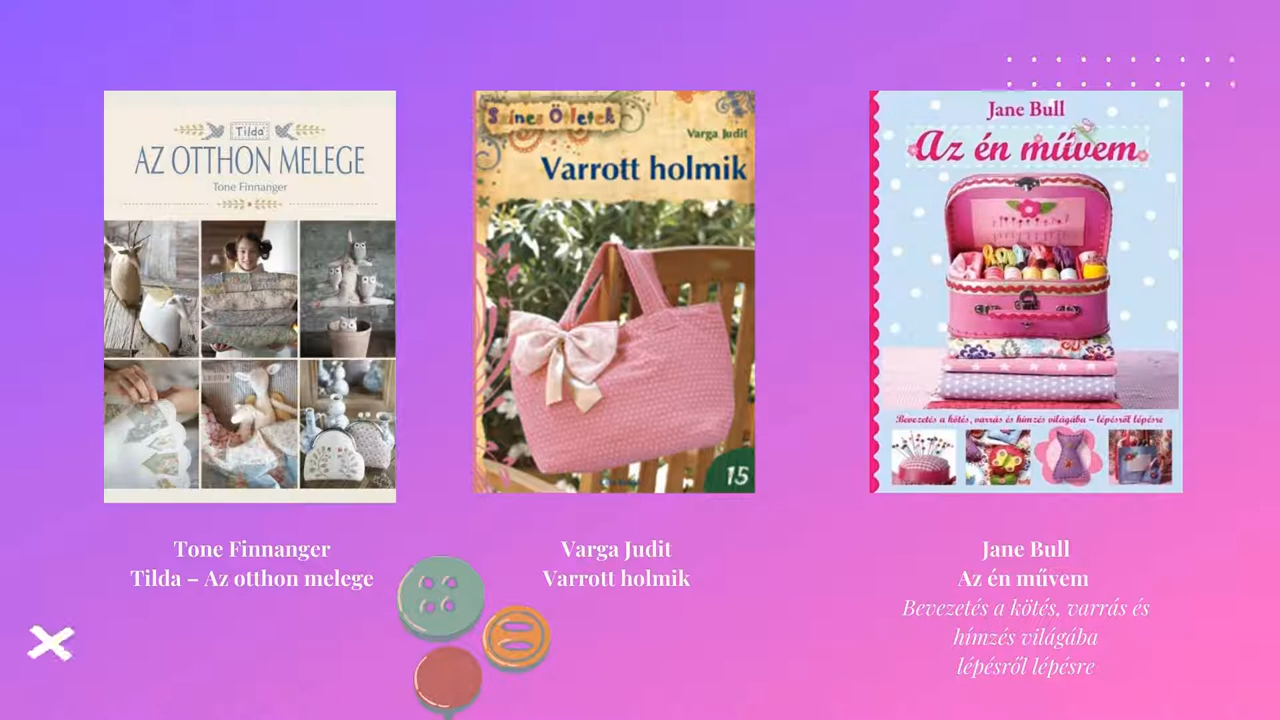 Tilda
AZ OTTHON MELEGE
Tone Finnanger
Színes Ötletek
Varga Judit
Varrott holmik
15
Jane Bull
Az én művem
Bevezetés a kötés, varrás és hímzés világába – lépésről lépésre
Tone Finnanger
Tilda – Az otthon melege
Varga Judit
Varrott holmik
Jane Bull
Az én művem
Bevezetés a kötés, varrás és
hímzés világába
lépésről lépésre